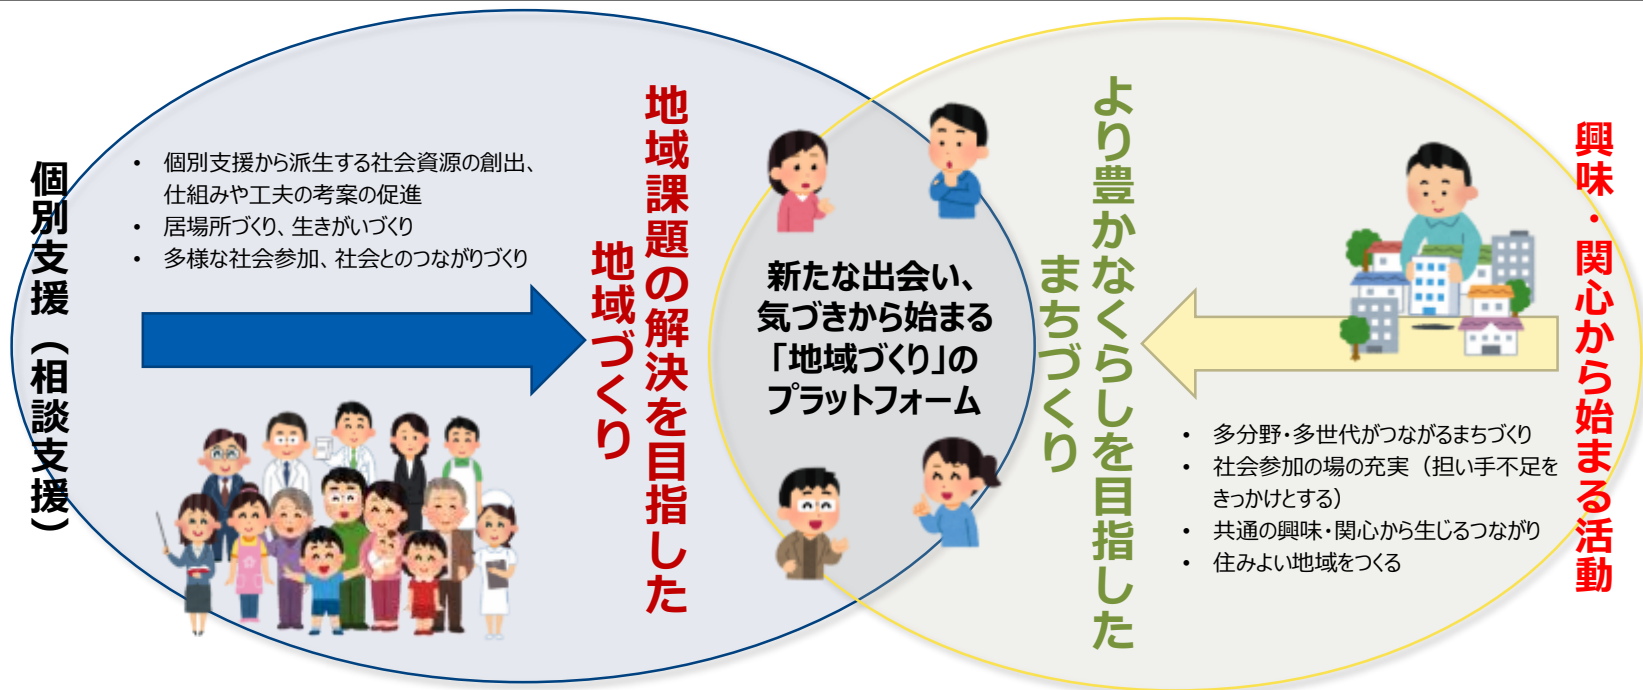 個別支援（相談支援）
• 個別支援から派生する社会資源の創出、
仕組みや工夫の考案の促進
• 居場所づくり、生きがいづくり
• 多様な社会参加、社会とのつながりづくり
地域課題の解決を目指した
地域づくり
新たな出会い、
気づきから始まる
「地域づくり」の
プラットフォーム
より豊かなくらしを目指した
まちづくり
• 多分野・多世代がつながるまちづくり
• 社会参加の場の充実（担い手不足を
きっかけとする）
• 共通の興味・関心から生じるつながり
• 住みよい地域をつくる
興味・関心から始まる活動